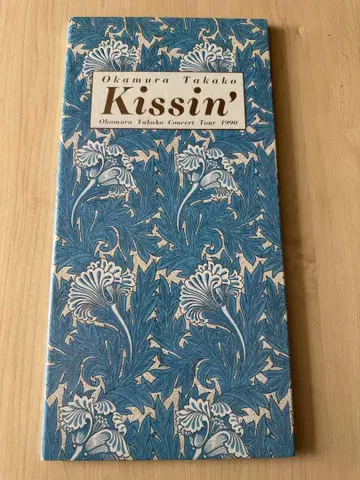 Okamura Takako
Kissin'
Okamura Takako Concert Tour 1990